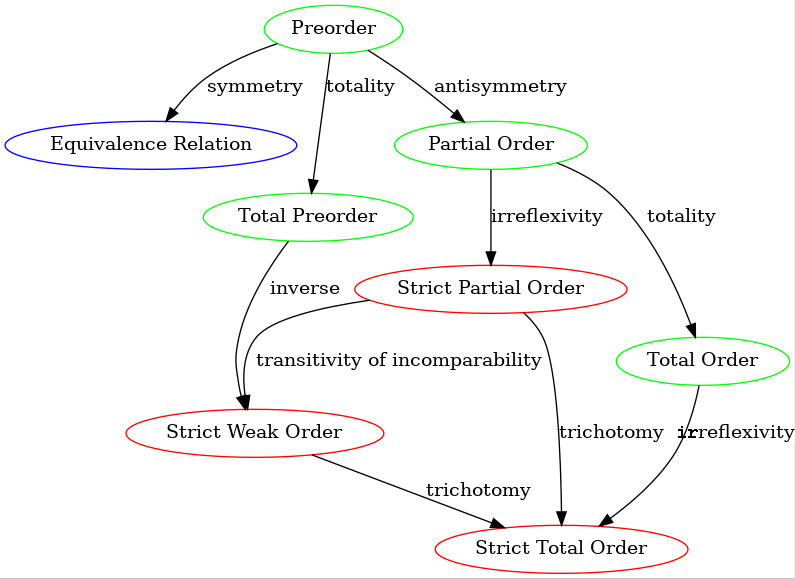 Preorder
symmetry
totality
antisymmetry
Equivalence Relation
Partial Order
Total Preorder
irreflexivity
totality
inverse
Strict Partial Order
transitivity of incomparability
Total Order
Strict Weak Order
trichotomy
irreflexivity
trichotomy
Strict Total Order